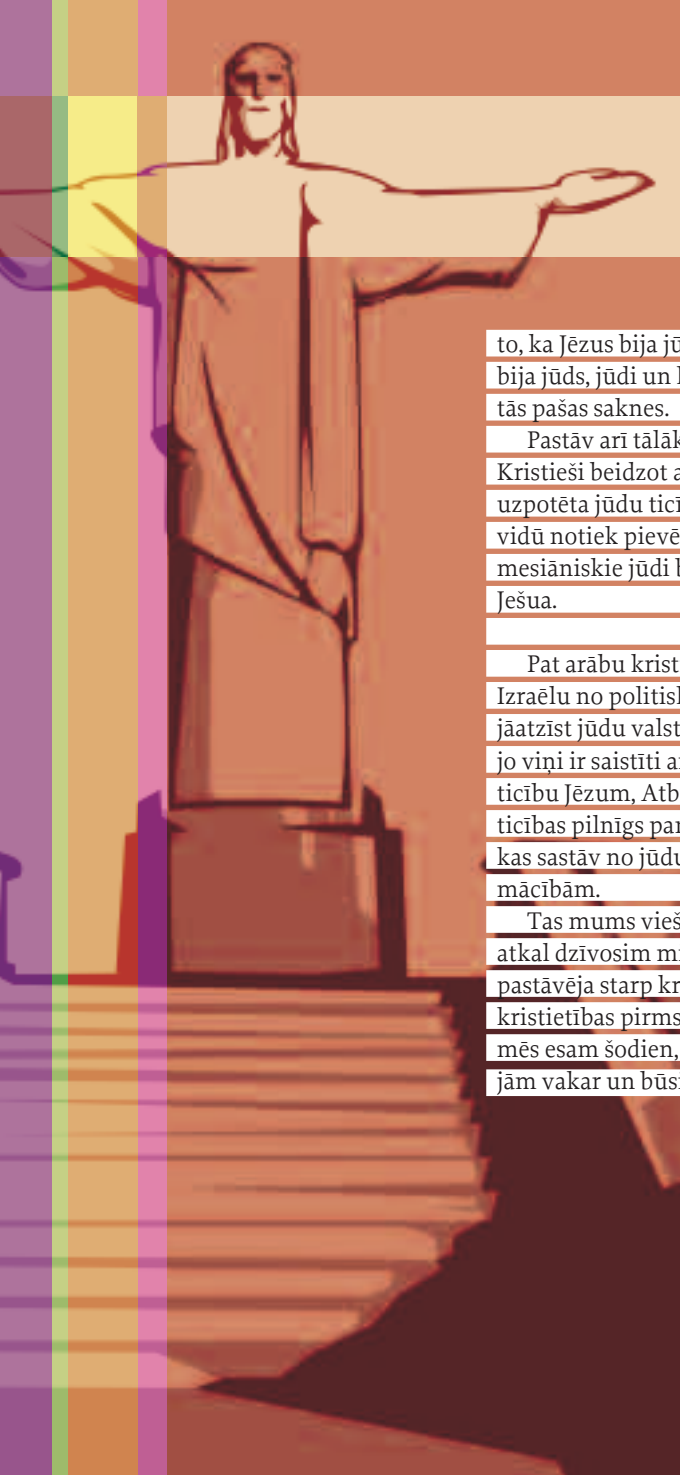 to, ka Jēzus bija jū
bija jūds, jūdi un
tās pašas saknes.
Pastāv arī tālāk
Kristieši beidzot a
uzpotēta jūdu ticī
vidū notiek pievē
mesiāniskie jūdi b
Ješua.
Pat arābu krist
Izraēlu no politisk
jāatzīst jūdu valst
jo viņi ir saistīti a
ticību Jēzum, Atb
ticības pilnīgs par
kas sastāv no jūdu
mācībām.
Tas mums vieš
atkal dzīvosim m
pastāvēja starp kr
kristietības pirms
mēs esam šodien,
jām vakar un būs